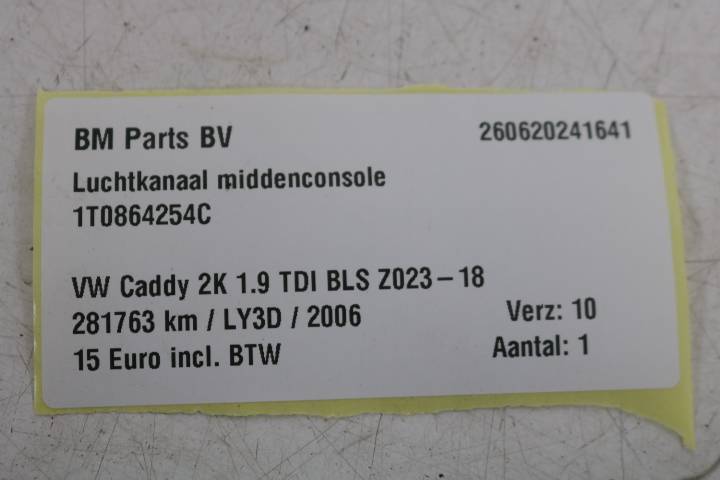 BM Parts BV 260620241641
Luchtkanaal middenconsole
1T0864254C
VW Caddy 2K 1.9 TDI BLS Z023-18
281763 km / LY3D / 2006 Verz: 10
15 Euro incl. BTW Aantal: 1